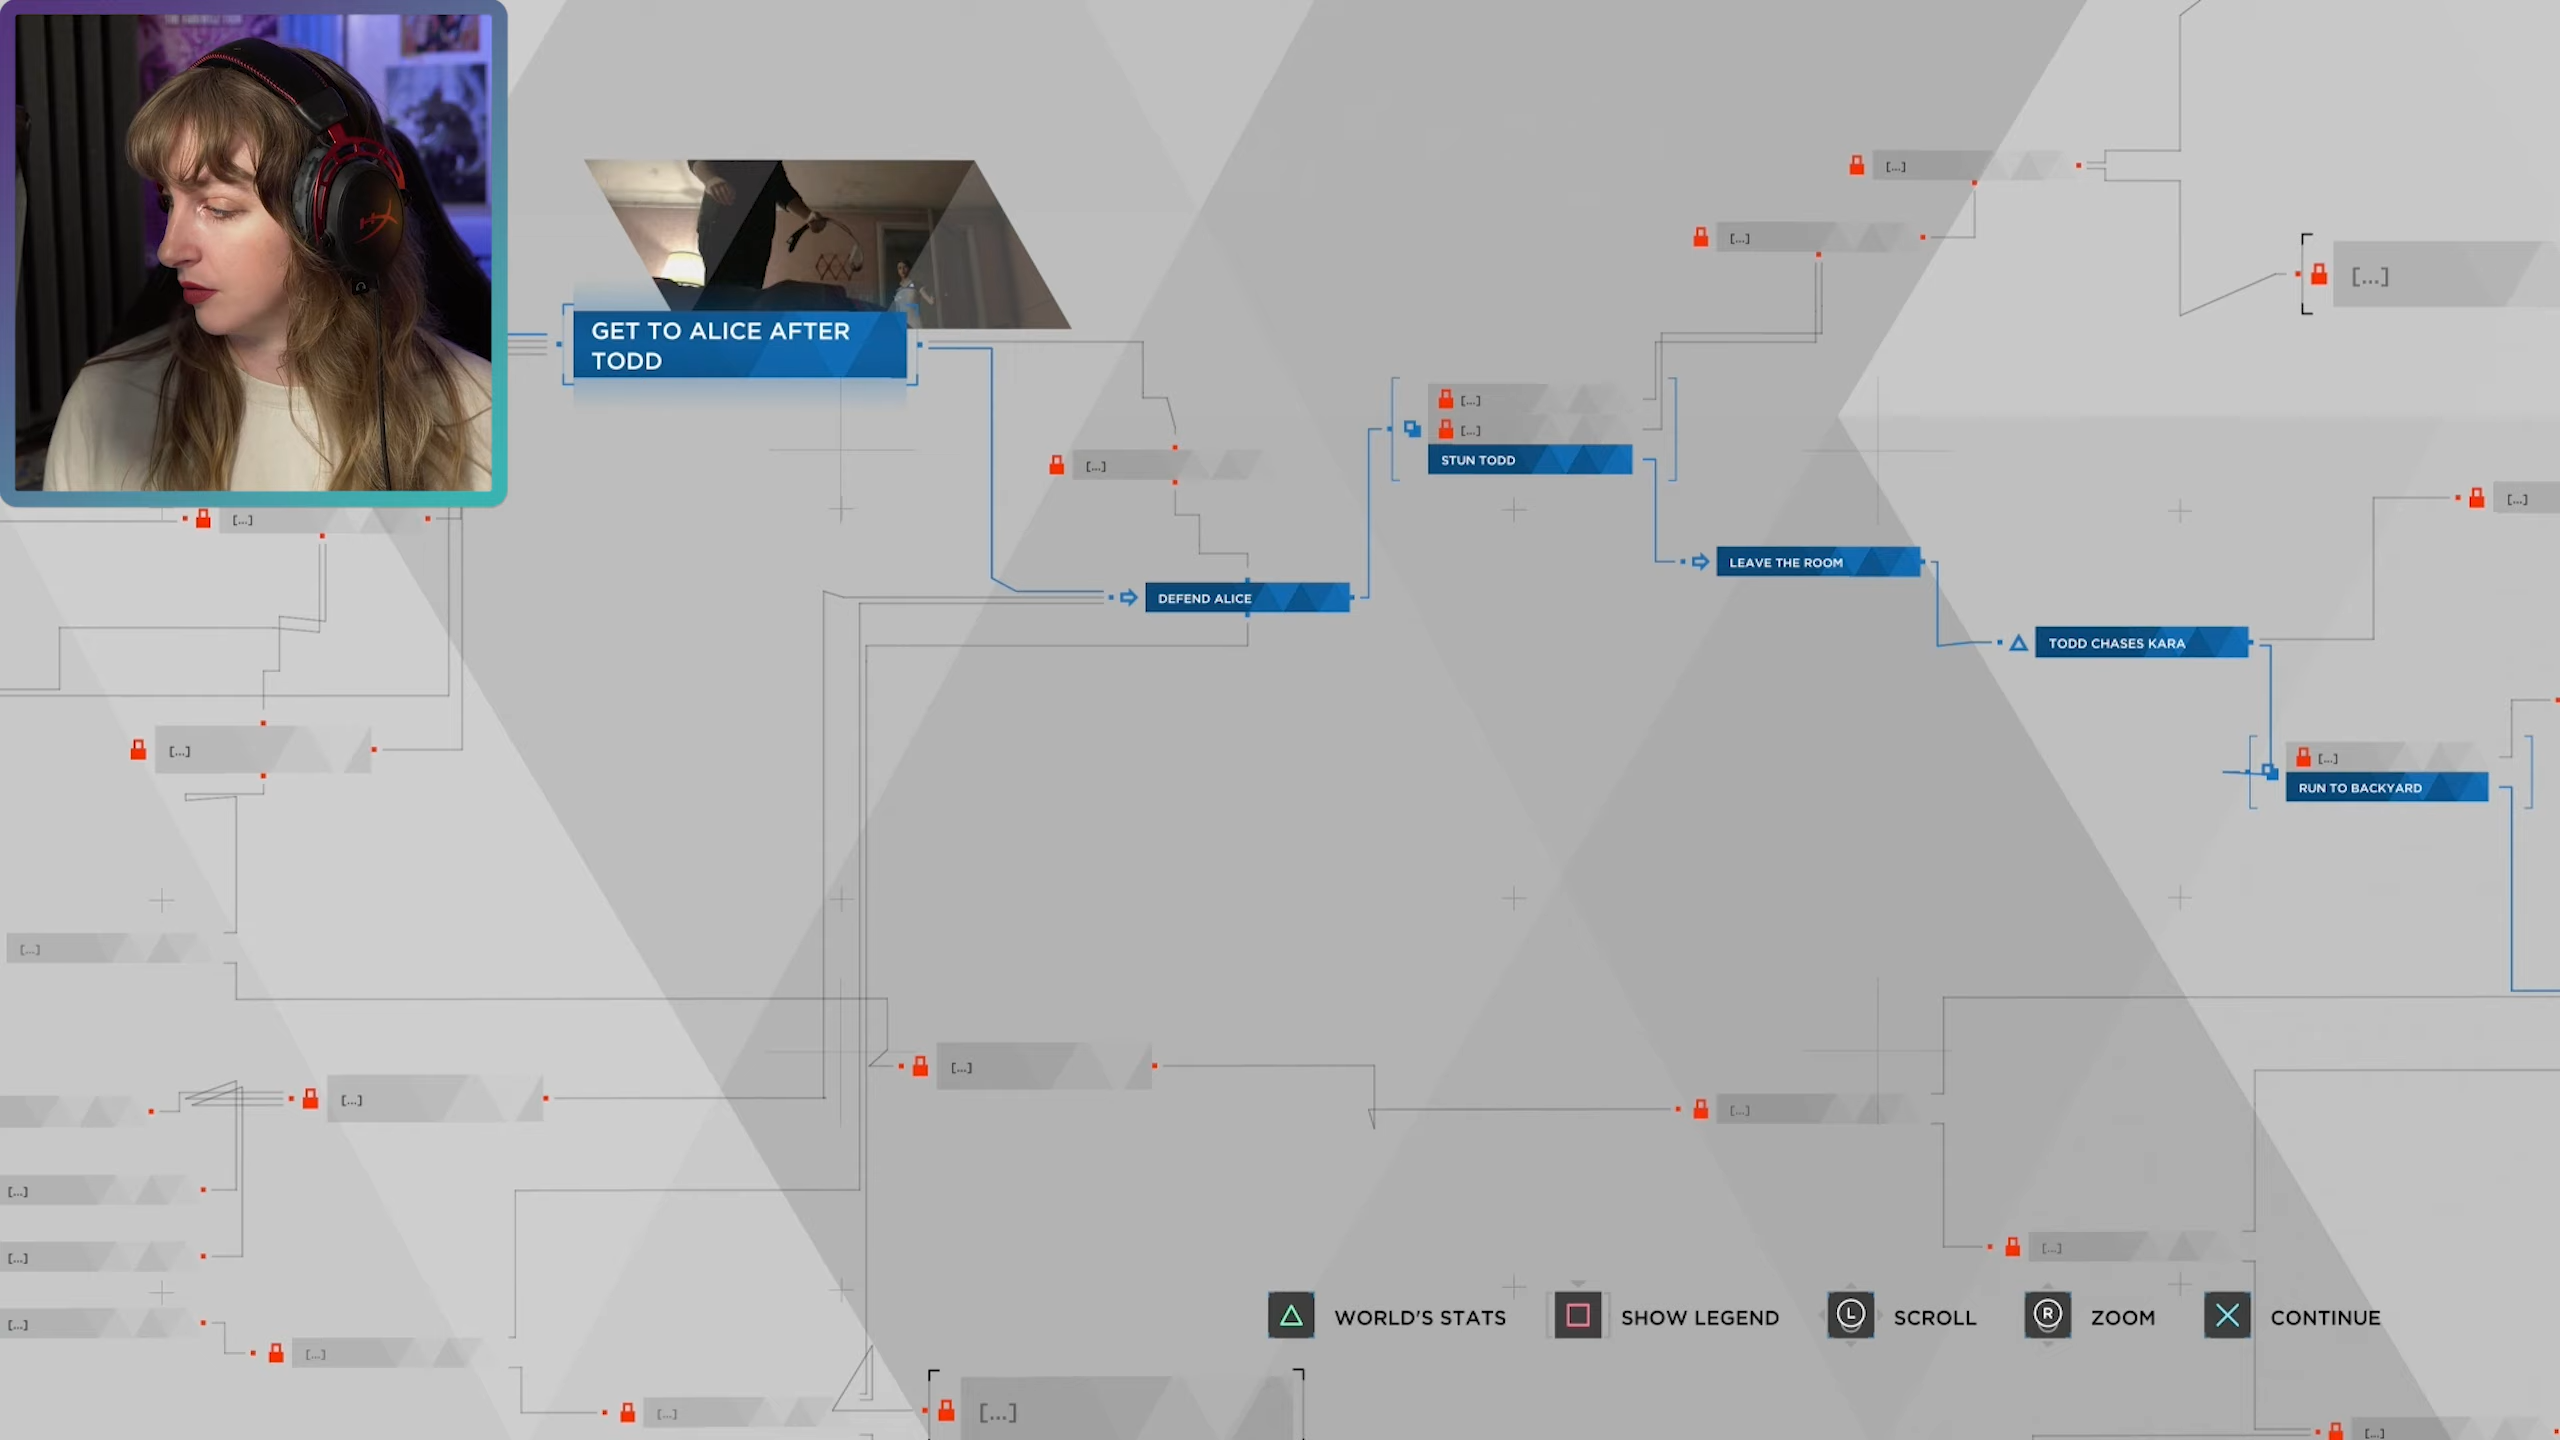 [...]
[...]
[...]
GET TO ALICE AFTER
TODD
[...]
[...]
STUN TODD
[...]
[...]
[...]
LEAVE THE ROOM
DEFEND ALICE
TODD CHASES KARA
[...]
[...]
RUN TO BACKYARD
[...]
[...]
[...]
[...]
[...]
[...]
[...]
[...]
WORLD'S STATS
SHOW LEGEND
L
SCROLL
R
ZOOM
CONTINUE
[...]
[...]
[...]
[...]
[...]